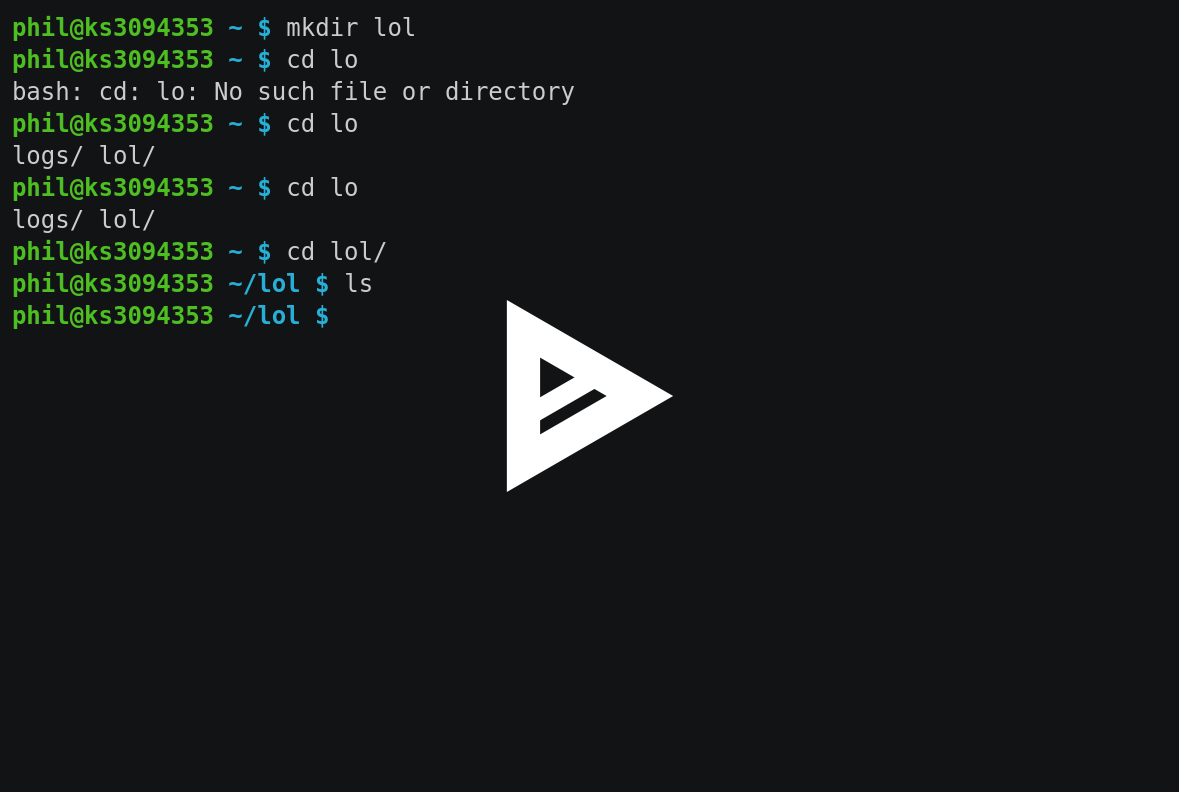 phil@ks3094353 ~ $ mkdir lol
phil@ks3094353 ~ $ cd lo
bash: cd: lo: No such file or directory
phil@ks3094353 ~ $ cd lo
logs/ lol/
phil@ks3094353 ~ $ cd lo
logs/ lol/
phil@ks3094353 ~ $ cd lol/
phil@ks3094353 ~/lol $ ls
phil@ks3094353 ~/lol $